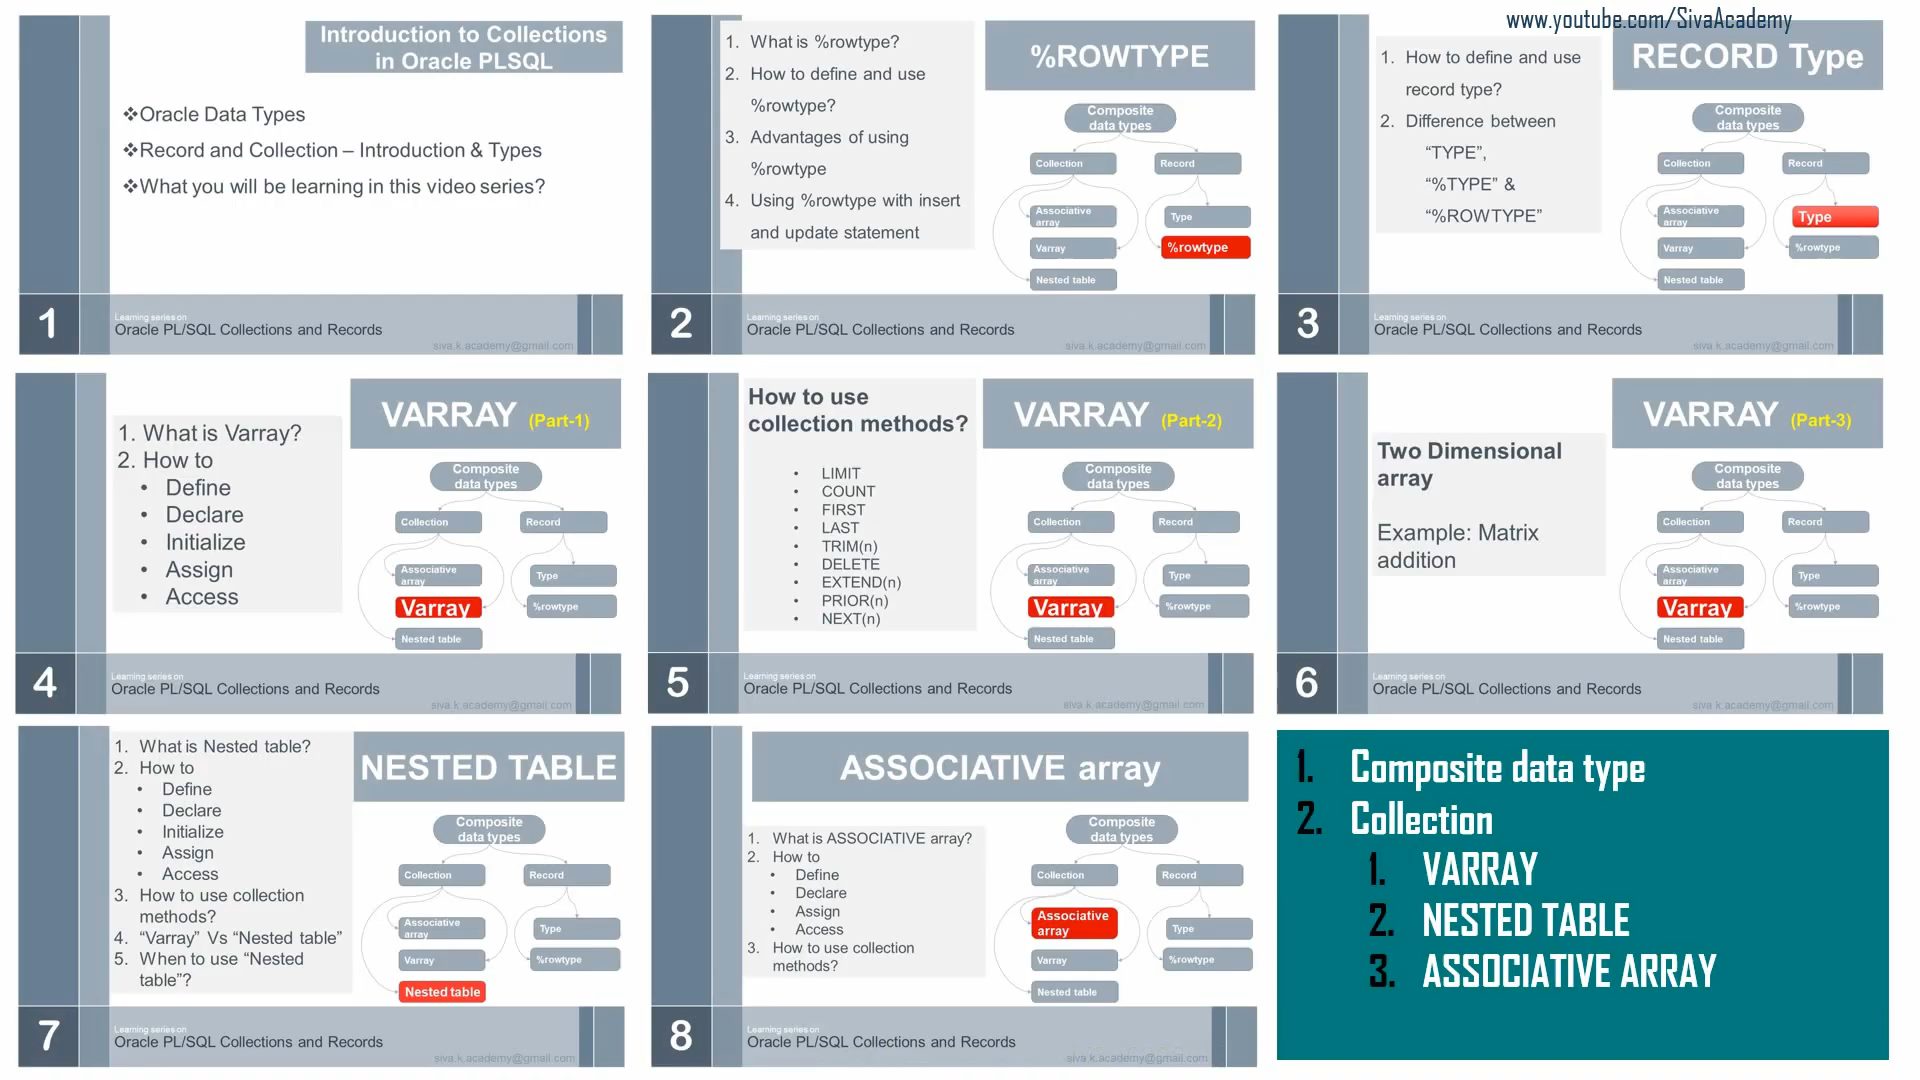 www.youtube.com/SivaAcademy
Introduction to Collections
in Oracle PLSQL
❖Oracle Data Types
❖Record and Collection – Introduction & Types
❖What you will be learning in this video series?
1
Learning series on
Oracle PL/SQL Collections and Records
siva.k.academy@gmail.com
1. What is %rowtype?
2. How to define and use
%rowtype?
3. Advantages of using
%rowtype
4. Using %rowtype with insert
and update statement
%ROWTYPE
Composite
data types
Collection
Record
Associative
array
Type
Varray
%rowtype
Nested table
2
Learning series on
Oracle PL/SQL Collections and Records
siva.k.academy@gmail.com
1. How to define and use
record type?
2. Difference between
“TYPE”,
“%TYPE” &
“%ROWTYPE”
RECORD Type
Composite
data types
Collection
Record
Associative
array
Type
Varray
%rowtype
Nested table
3
Learning series on
Oracle PL/SQL Collections and Records
siva.k.academy@gmail.com
VARRAY (Part-1)
1. What is Varray?
2. How to
• Define
• Declare
• Initialize
• Assign
• Access
Composite
data types
Collection
Record
Associative
array
Type
Varray
%rowtype
Nested table
4
Learning series on
Oracle PL/SQL Collections and Records
siva.k.academy@gmail.com
How to use
collection methods?
• LIMIT
• COUNT
• FIRST
• LAST
• TRIM(n)
• DELETE
• EXTEND(n)
• PRIOR(n)
• NEXT(n)
VARRAY (Part-2)
Composite
data types
Collection
Record
Associative
array
Type
Varray
%rowtype
Nested table
5
Learning series on
Oracle PL/SQL Collections and Records
siva.k.academy@gmail.com
VARRAY (Part-3)
Two Dimensional
array
Example: Matrix
addition
Composite
data types
Collection
Record
Associative
array
Type
Varray
%rowtype
Nested table
6
Learning series on
Oracle PL/SQL Collections and Records
siva.k.academy@gmail.com
1. What is Nested table?
2. How to
• Define
• Declare
• Initialize
• Assign
• Access
3. How to use collection
methods?
4. “Varray” Vs “Nested table”
5. When to use “Nested
table”?
NESTED TABLE
Composite
data types
Collection
Record
Associative
array
Type
Varray
%rowtype
Nested table
7
Learning series on
Oracle PL/SQL Collections and Records
siva.k.academy@gmail.com
ASSOCIATIVE array
1. What is ASSOCIATIVE array?
2. How to
• Define
• Declare
• Assign
• Access
3. How to use collection
methods?
Composite
data types
Collection
Record
Associative
array
Type
Varray
%rowtype
Nested table
8
Learning series on
Oracle PL/SQL Collections and Records
siva.k.academy@gmail.com
1. Composite data type
2. Collection
1. VARRAY
2. NESTED TABLE
3. ASSOCIATIVE ARRAY